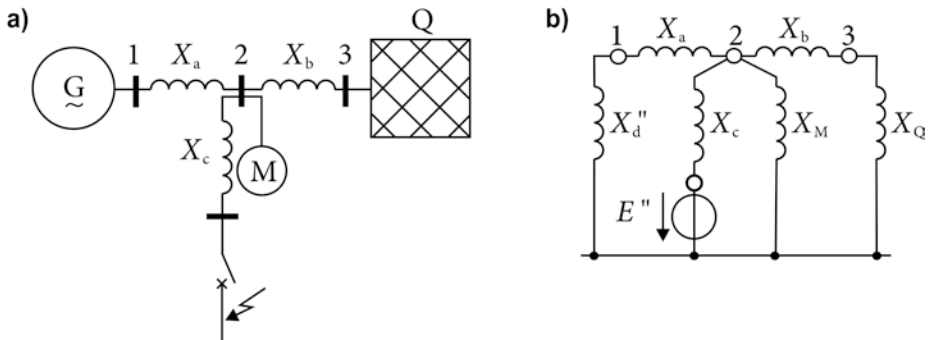 a)
Q
1 Xa 2 Xb 3
G
~
Xc
M
b)
1 Xa 2 Xb 3
Xd" Xc XM XQ
E"